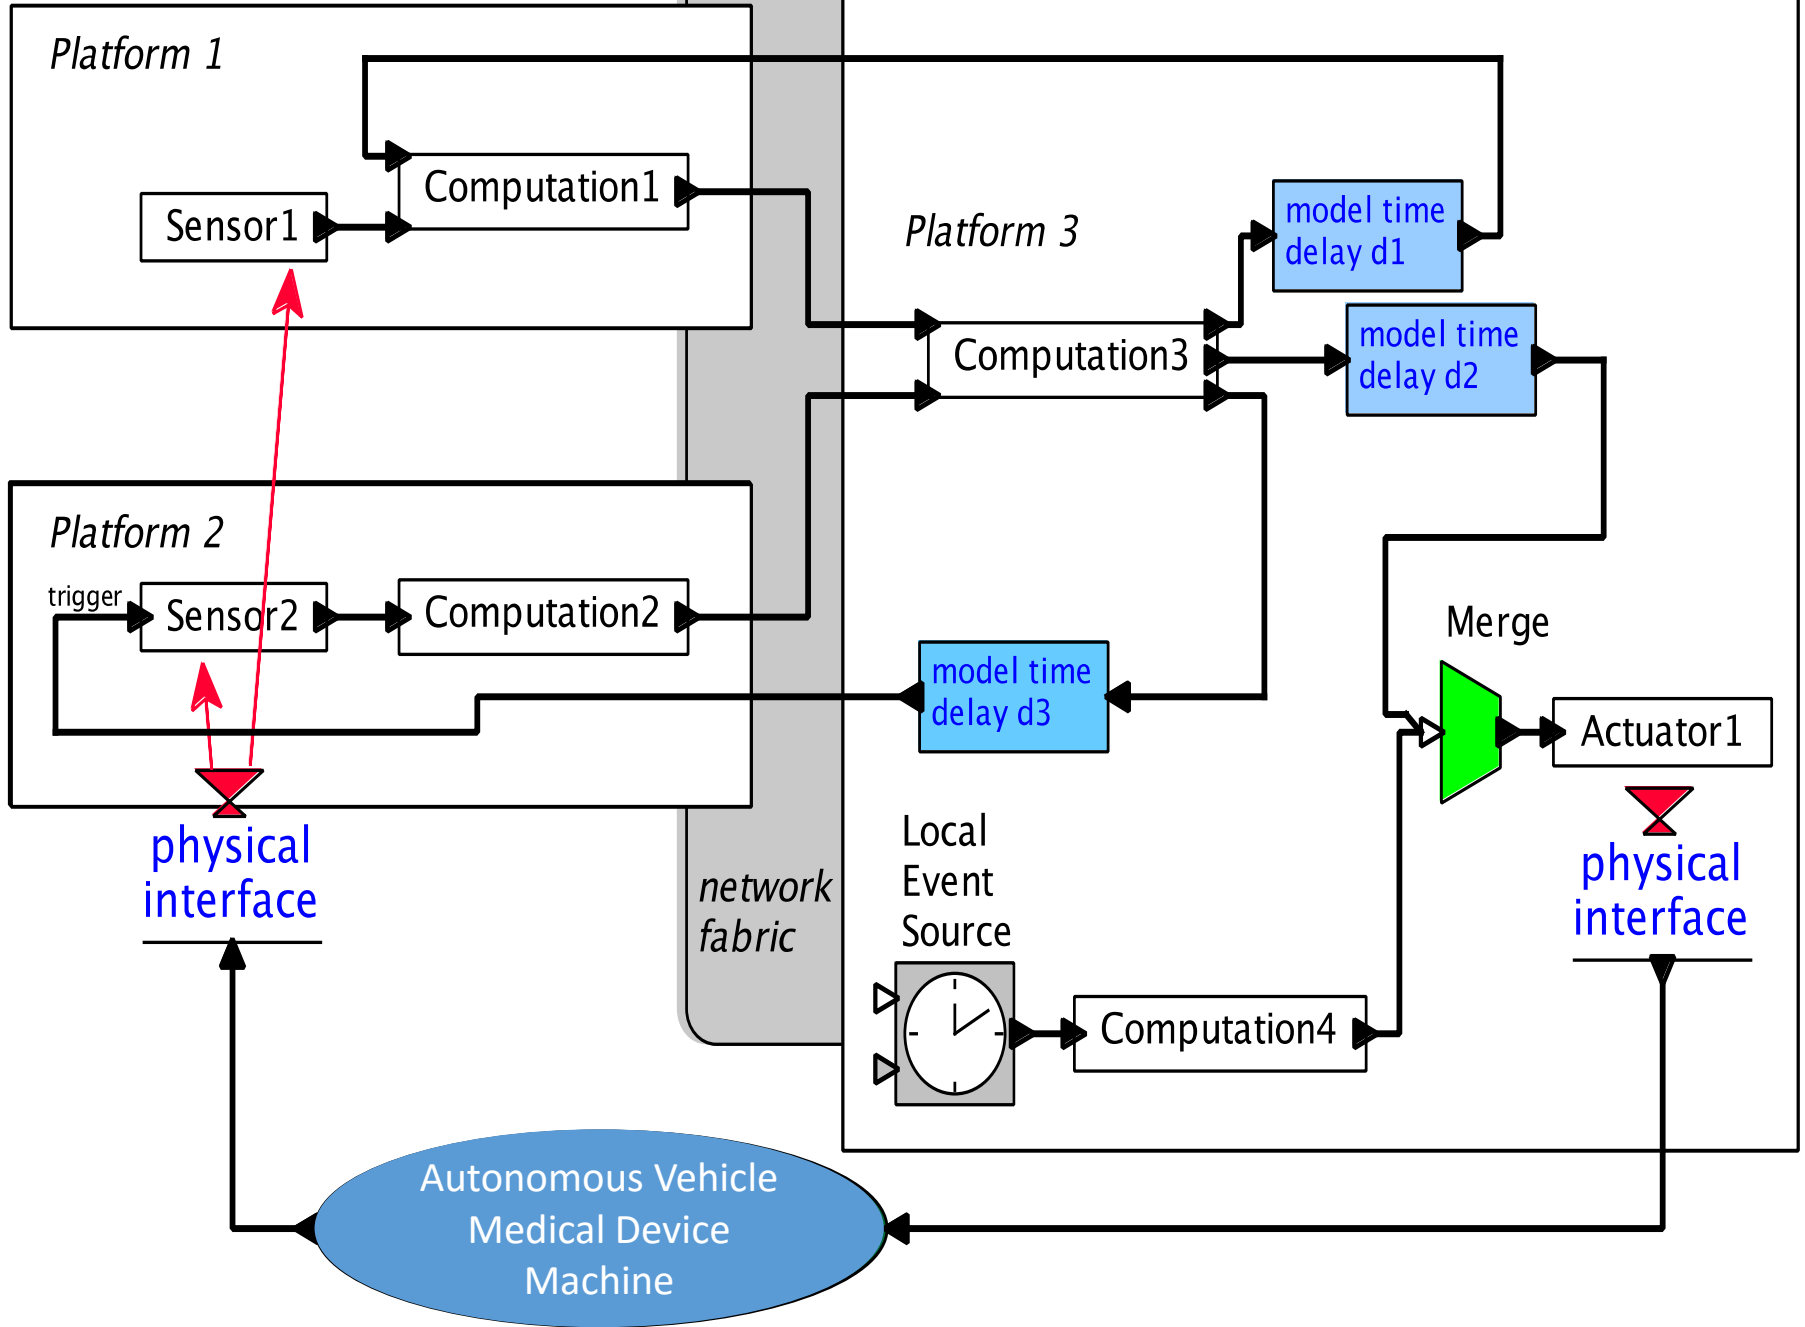 Platform 1
Computation1
Sensor1
Platform 3
model time
delay d1
model time
delay d2
Computation3
Platform 2
trigger
Sensor2
Computation2
model time
delay d3
Merge
Actuator1
physical
interface
network
fabric
Local
Event
Source
physical
interface
Computation4
Autonomous Vehicle
Medical Device
Machine